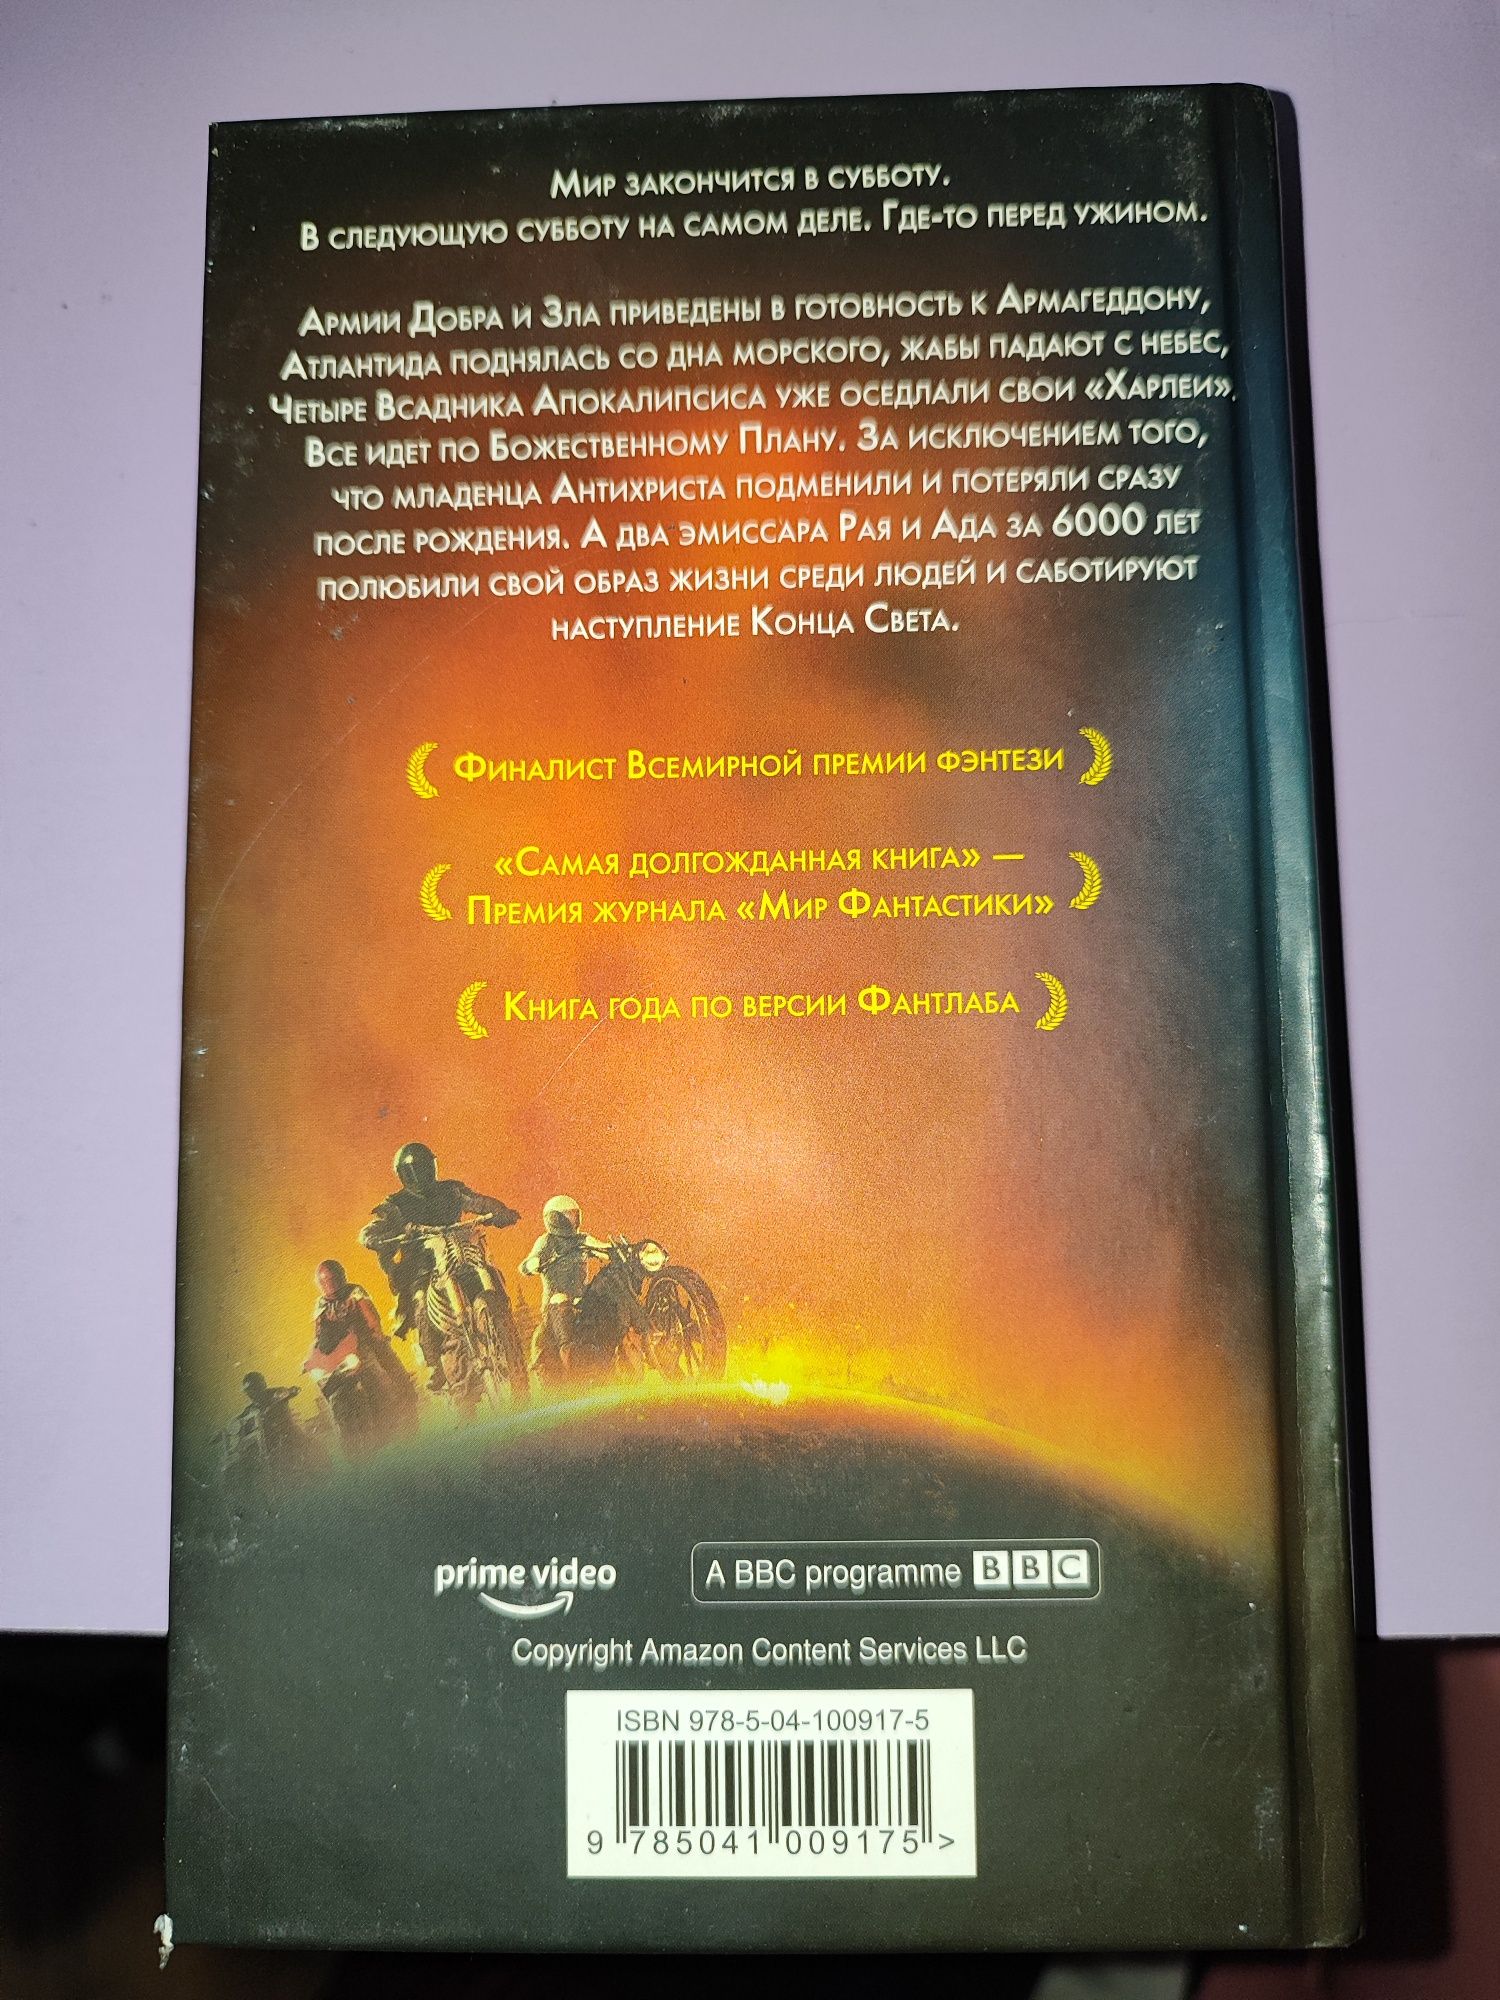 Мир закончится в субботу.
В следующую субботу на самом деле. Где-то перед ужином.
Армии Добра и Зла приведены в готовность к Армагеддону,
Атлантида поднялась со дна морского, жабы падают с небес,
Четыре Всадника Апокалипсиса уже оседлали свои «Харлеи».
Все идет по Божественному Плану. За исключением того,
что младенца Антихриста подменили и потеряли сразу
после рождения. А два эмиссара Рая и Ада за 6000 лет
полюбили свой образ жизни среди людей и саботируют
наступление Конца Света.
Финалист Всемирной премии фэнтези
«Самая долгожданная книга» —
Премия журнала «Мир Фантастики»
Книга года по версии Фантлаба
prime video
A BBC programme BBC
Copyright Amazon Content Services LLC
ISBN 978-5-04-100917-5
9 785041 009175 >